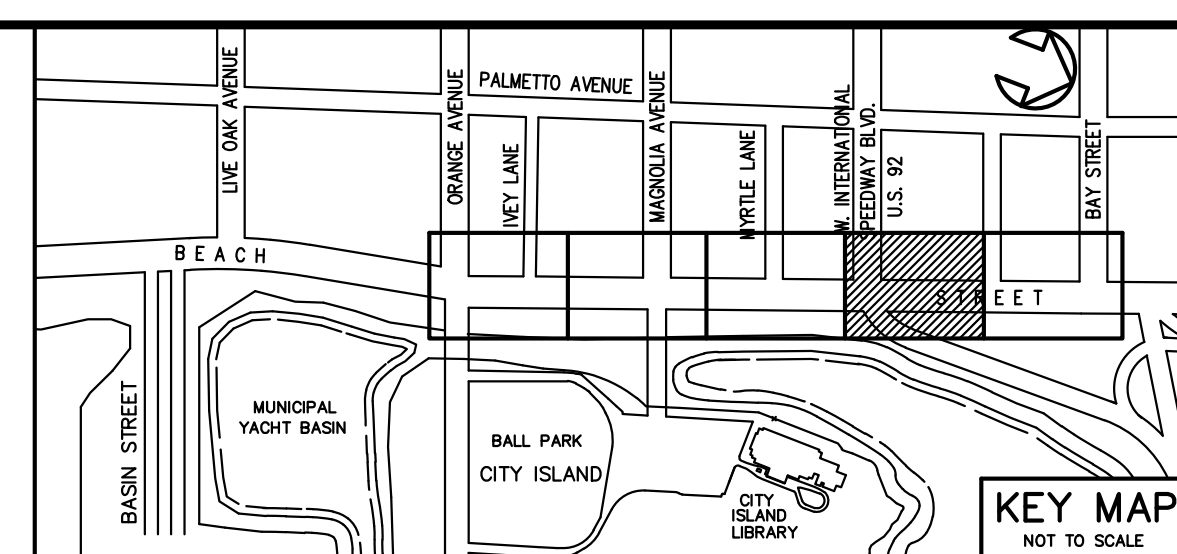 PALMETTO AVENUE
LIVE OAK AVENUE
ORANGE AVENUE
IVEY LANE
MAGNOLIA AVENUE
MYRTLE LANE
W. INTERNATIONAL
SPEEDWAY BLVD.
U.S. 92
BAY STREET
BEACH
STREET
BASIN STREET
MUNICIPAL
YACHT BASIN
BALL PARK
CITY ISLAND
CITY
ISLAND
LIBRARY
KEY MAP
NOT TO SCALE